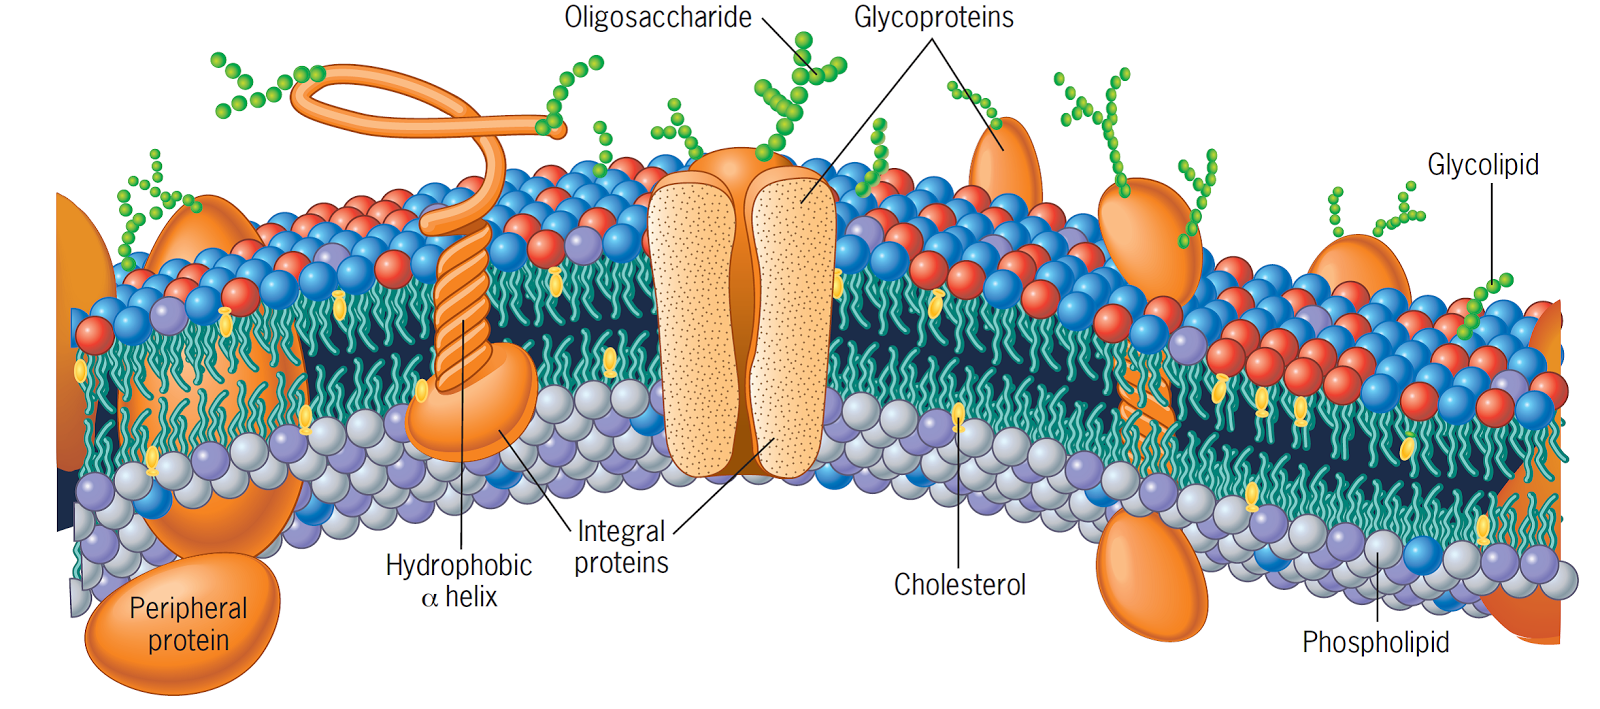 Oligosaccharide
Glycoproteins
Glycolipid
Hydrophobic
α helix
Integral
proteins
Cholesterol
Peripheral
protein
Phospholipid